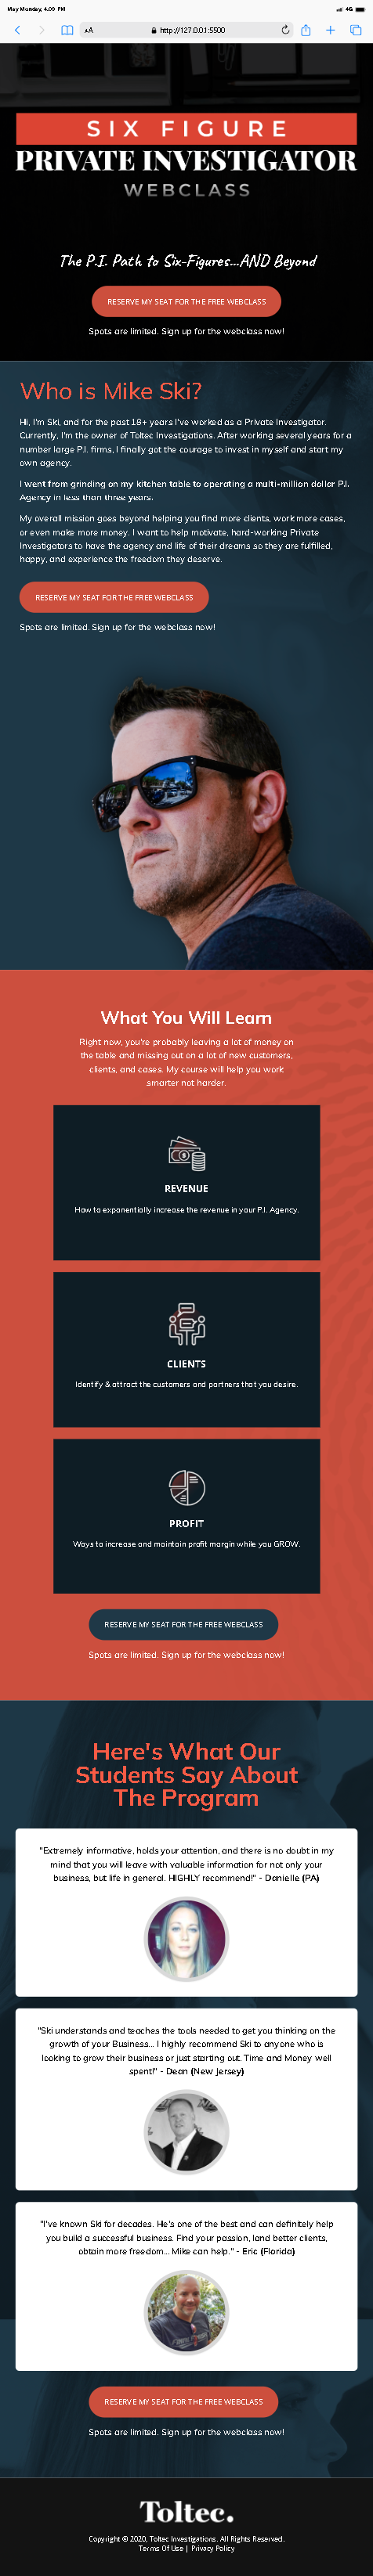 May Monday, 4:09 PM
4G
AA
http://127.0.0.1:5500
SIX FIGURE
PRIVATE INVESTIGATOR
WEBCLASS
The P.I. Path to Six-Figures...AND Beyond
RESERVE MY SEAT FOR THE FREE WEBCLASS
Spots are limited. Sign up for the webclass now!
Who is Mike Ski?
Hi, I'm Ski, and for the past 18+ years I've worked as a Private Investigator.
Currently, I'm the owner of Toltec Investigations. After working several years for a
number large P.I. firms, I finally got the courage to invest in myself and start my
own agency.
I went from grinding on my kitchen table to operating a multi-million dollar P.I.
Agency in less than three years.
My overall mission goes beyond helping you find more clients, work more cases,
or even make more money. I want to help motivate, hard-working Private
Investigators to have the agency and life of their dreams so they are fulfilled,
happy, and experience the freedom they deserve.
RESERVE MY SEAT FOR THE FREE WEBCLASS
Spots are limited. Sign up for the webclass now!
What You Will Learn
Right now, you're probably leaving a lot of money on
the table and missing out on a lot of new customers,
clients, and cases. My course will help you work
smarter not harder.
REVENUE
How to exponentially increase the revenue in your P.I. Agency.
CLIENTS
Identify & attract the customers and partners that you desire.
PROFIT
Ways to increase and maintain profit margin while you GROW.
RESERVE MY SEAT FOR THE FREE WEBCLASS
Spots are limited. Sign up for the webclass now!
Here's What Our
Students Say About
The Program
"Extremely informative, holds your attention, and there is no doubt in my
mind that you will leave with valuable information for not only your
business, but life in general. HIGHLY recommend!" - Danielle (PA)
"Ski understands and teaches the tools needed to get you thinking on the
growth of your Business... I highly recommend Ski to anyone who is
looking to grow their business or just starting out. Time and Money well
spent!" - Dean (New Jersey)
"I've known Ski for decades. He's one of the best and can definitely help
you build a successful business. Find your passion, land better clients,
obtain more freedom... Mike can help." - Eric (Florida)
RESERVE MY SEAT FOR THE FREE WEBCLASS
Spots are limited. Sign up for the webclass now!
Toltec.
Copyright © 2020, Toltec Investigations. All Rights Reserved.
Terms Of Use | Privacy Policy